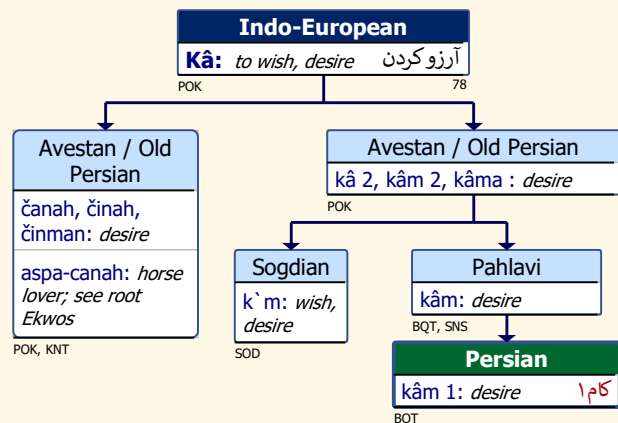 Indo-European
Kâ: to wish, desire آرزو کردن
POK 78
Avestan / Old
Persian
čanah, činah,
činman: desire
aspa-canah: horse
lover; see root
Ekwos
POK, KNT
Avestan / Old Persian
kâ 2, kâm 2, kâma : desire
POK
Sogdian
k`m: wish,
desire
SOD
Pahlavi
kâm: desire
BQT, SNS
Persian
kâm 1: desire کام۱
BQT